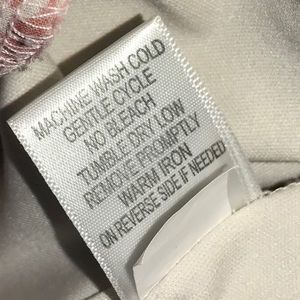 MACHINE WASH COLD
GENTLE CYCLE
NO BLEACH
TUMBLE DRY LOW
REMOVE PROMPTLY
WARM IRON
ON REVERSE SIDE IF NEEDED